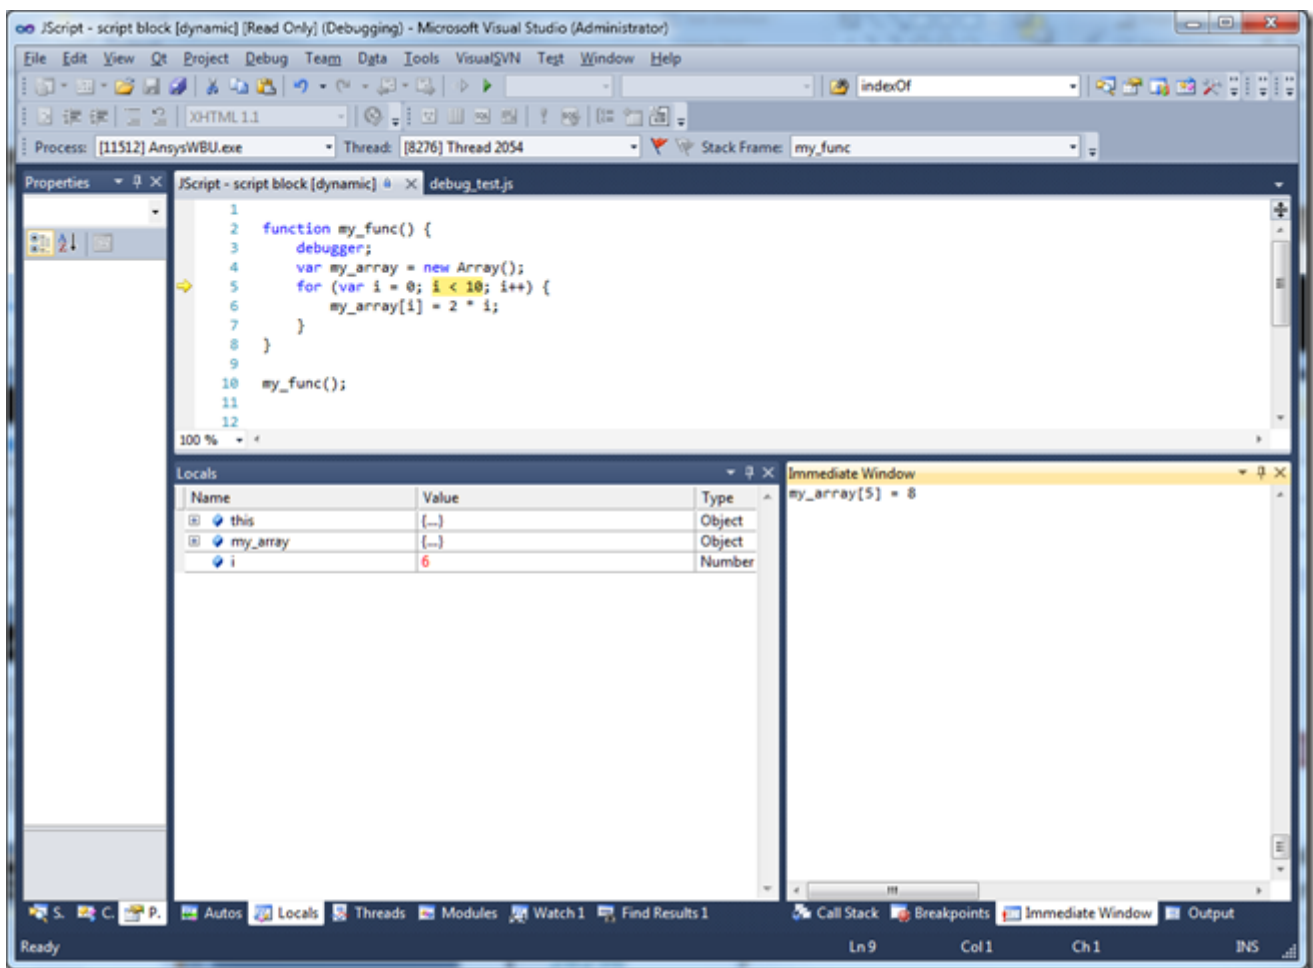 JScript - script block [dynamic] [Read Only] (Debugging) - Microsoft Visual Studio (Administrator)
File Edit View Qt Project Debug Team Data Tools VisualSVN Test Window Help
indexOf
XHTML 1.1
Process: [11512] AnsysWBU.exe Thread: [8276] Thread 2054 Stack Frame: my_func
Properties
JScript - script block [dynamic] debug_test.js
1
2 function my_func() {
3 debugger;
4 var my_array = new Array();
5 for (var i = 0; i < 10; i++) {
6 my_array[i] = 2 * i;
7 }
8 }
9
10 my_func();
11
12
100 %
Locals
Name Value Type
this {...} Object
my_array {...} Object
i 6 Number
Immediate Window
my_array[5] = 8
S. C. P. Autos Locals Threads Modules Watch 1 Find Results 1 Call Stack Breakpoints Immediate Window Output
Ready Ln 9 Col 1 Ch 1 INS